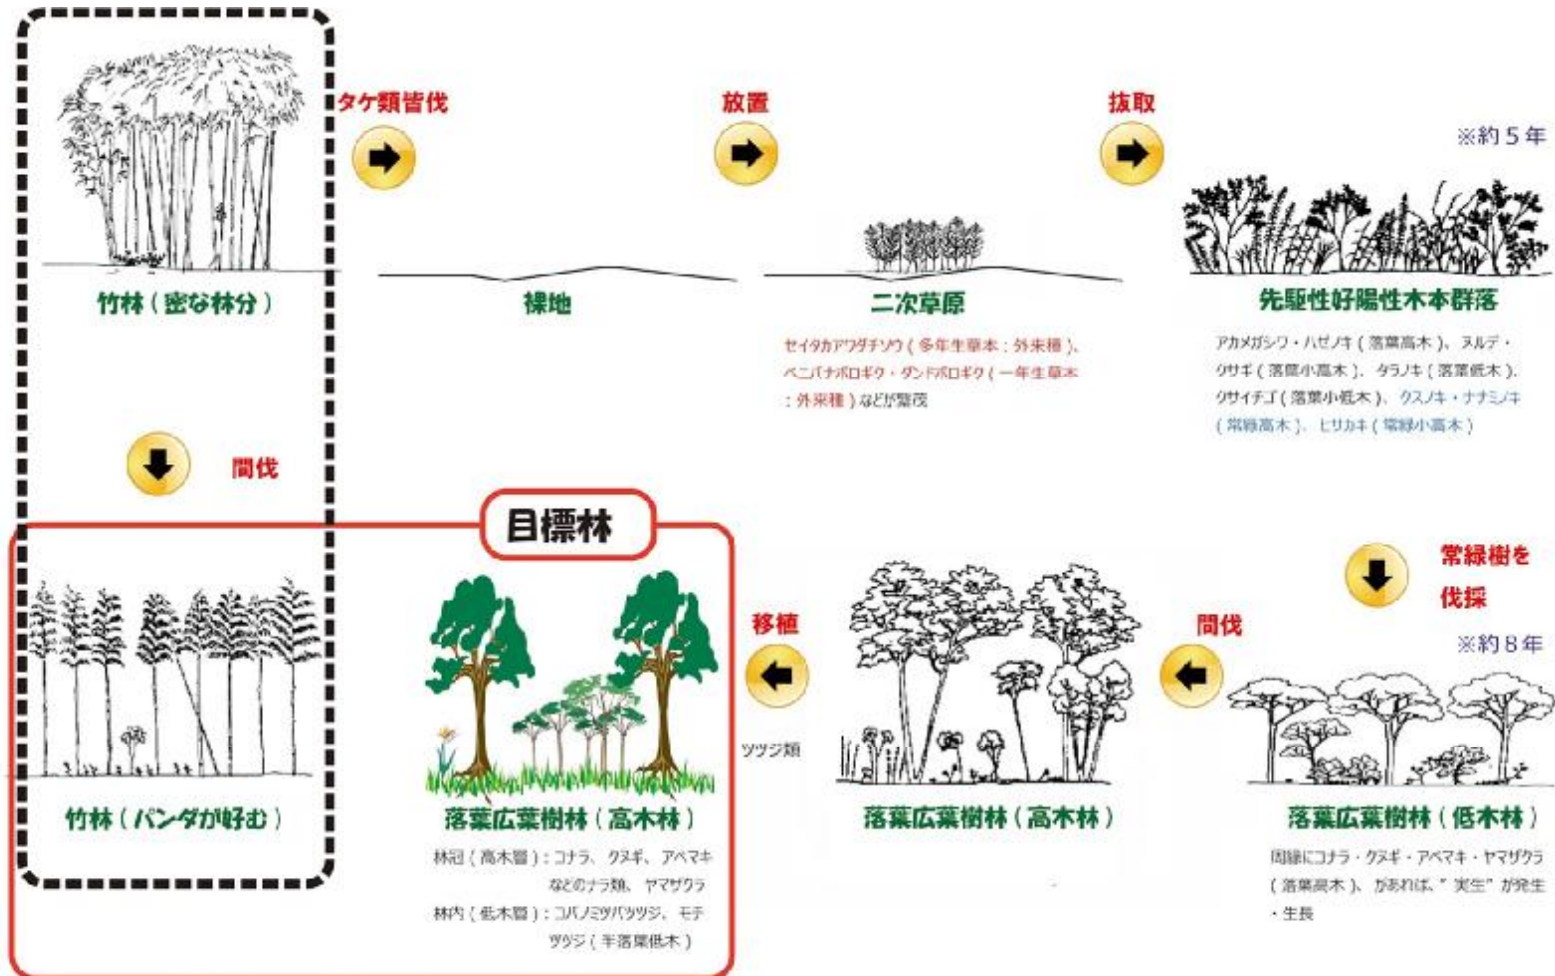 タケ類皆伐
放置
抜取
※約5年
竹林(密な林分)
裸地
二次草原
先駆性好陽性木本群落
セイタカアワダチソウ(多年生草本:外来種)、
ベニバナボロギク・ダンドボロギク(一年生草本
:外来種)などが繁茂
アカメガシワ・ハゼノキ(落葉高木)、ヌルデ・
クサギ(落葉小高木)、タラノキ(落葉低木)、
クサイチゴ(落葉小低木)、クスノキ・ナナミノキ
(常緑高木)、ヒサカキ(常緑小高木)
間伐
目標林
常緑樹を
伐採
移植
間伐
※約8年
ツツジ類
竹林(パンダが好む)
落葉広葉樹林(高木林)
落葉広葉樹林(高木林)
落葉広葉樹林(低木林)
林冠(高木層):コナラ、クヌギ、アベマキ
などのナラ類、ヤマザクラ
林内(低木層):コバノミツバツツジ、モチ
ツツジ(半落葉低木)
周縁にコナラ・クヌギ・アベマキ・ヤマザクラ
(落葉高木)、があれば、"実生"が発生
・生長